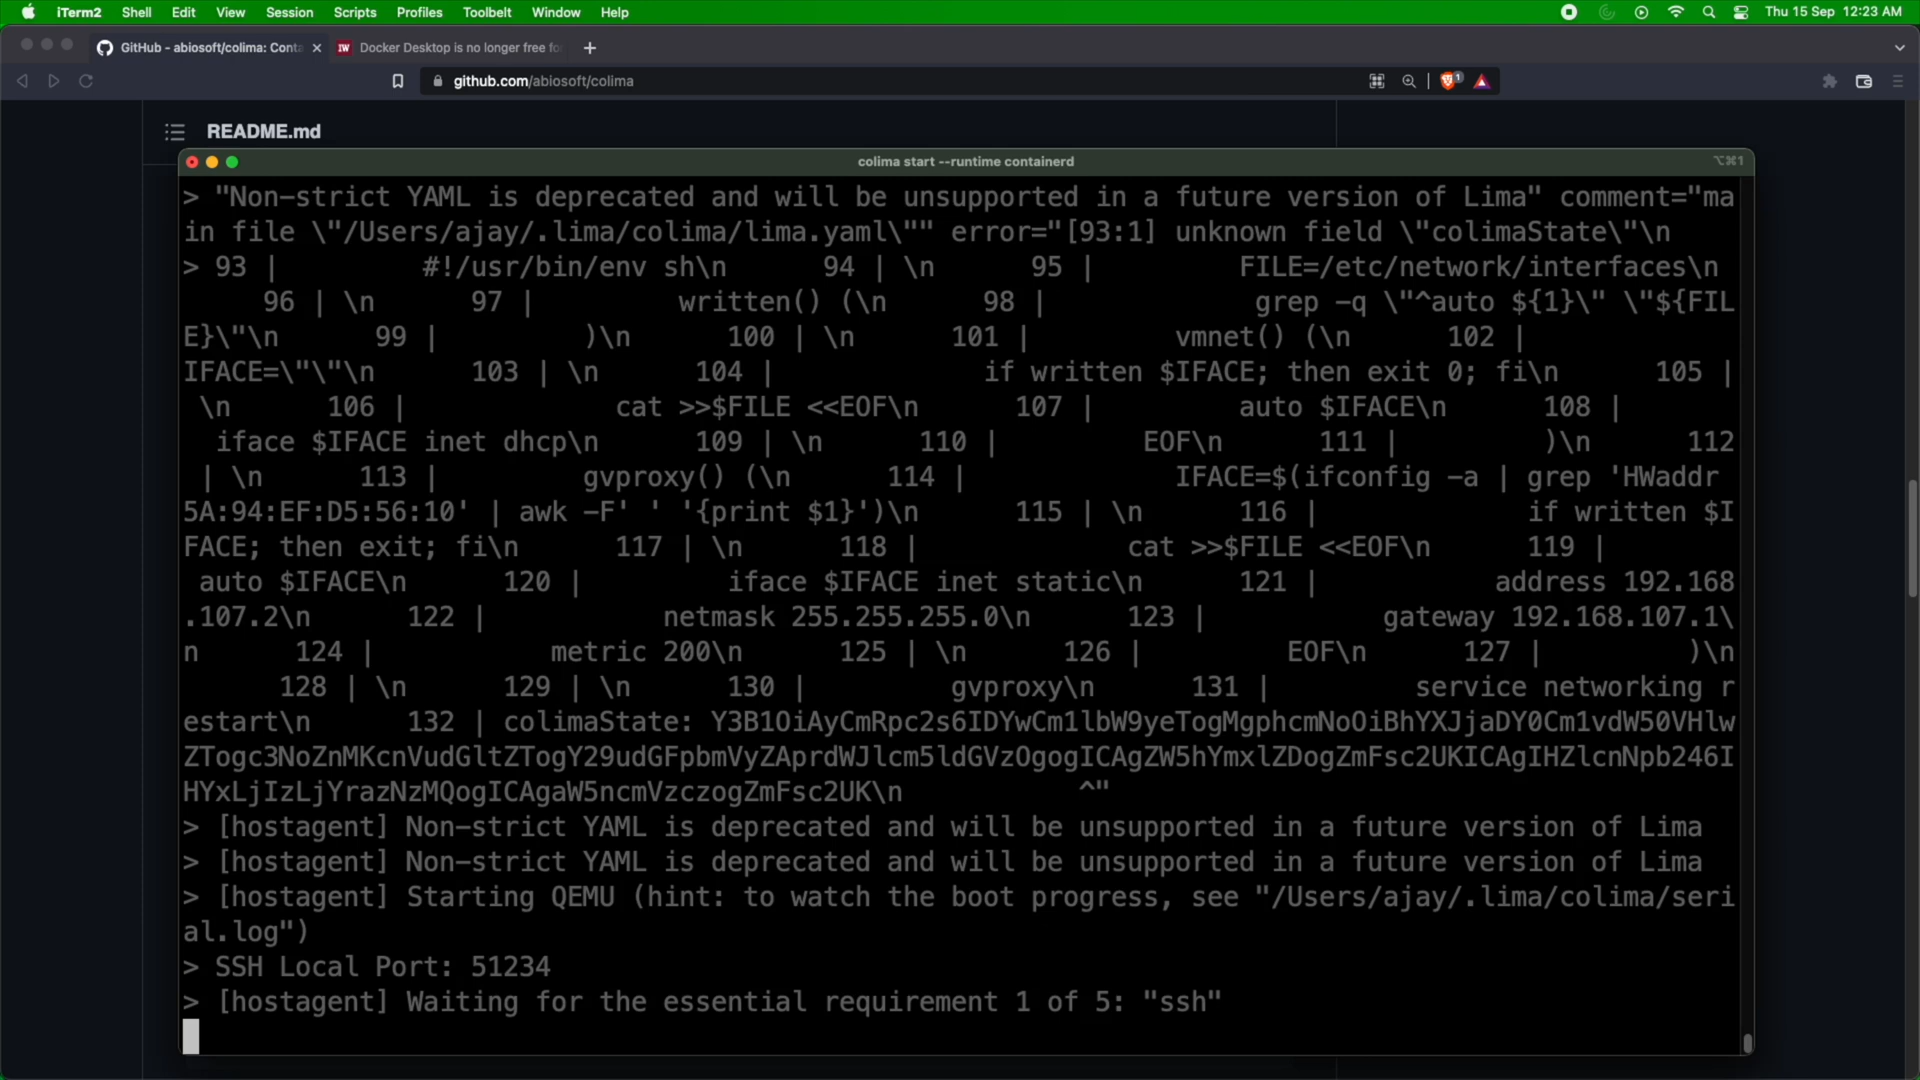 iTerm2 Shell Edit View Session Scripts Profiles Toolbelt Window Help Thu 15 Sep 12:23 AM
GitHub - abiosoft/colima: Conta IW Docker Desktop is no longer free fo
github.com/abiosoft/colima 1
README.md
colima start --runtime containerd ⌥⌘1
> "Non-strict YAML is deprecated and will be unsupported in a future version of Lima" comment="ma
in file \"/Users/ajay/.lima/colima/lima.yaml\"" error="[93:1] unknown field \"colimaState\"\n
> 93 | #!/usr/bin/env sh\n 94 | \n 95 | FILE=/etc/network/interfaces\n
96 | \n 97 | written() (\n 98 | grep -q \"^auto ${1}\" \"${FIL
E}\"\n 99 | )\n 100 | \n 101 | vmnet() (\n 102 |
IFACE=\"\"\n 103 | \n 104 | if written $IFACE; then exit 0; fi\n 105 |
\n 106 | cat >>$FILE <<EOF\n 107 | auto $IFACE\n 108 |
iface $IFACE inet dhcp\n 109 | \n 110 | EOF\n 111 | )\n 112
| \n 113 | gvproxy() (\n 114 | IFACE=$(ifconfig -a | grep 'HWaddr
5A:94:EF:D5:56:10' | awk -F' ' '{print $1}')\n 115 | \n 116 | if written $I
FACE; then exit; fi\n 117 | \n 118 | cat >>$FILE <<EOF\n 119 |
auto $IFACE\n 120 | iface $IFACE inet static\n 121 | address 192.168
.107.2\n 122 | netmask 255.255.255.0\n 123 | gateway 192.168.107.1\
n 124 | metric 200\n 125 | \n 126 | EOF\n 127 | )\n
128 | \n 129 | \n 130 | gvproxy\n 131 | service networking r
estart\n 132 | colimaState: Y3B1OiAyCmRpc2s6IDYwCm1lbW9yeTogMgphcmNoOiBhYXJjaDY0Cm1vdW50VHlw
ZTogc3NoZnMKcnVudGltZTogY29udGFpbmVyZAprdWJlcm5ldGVzOgogICAgZW5hYmxlZDogZmFsc2UKICAgIHZlcnNpb246I
HYxLjIzLjYrazNzMQogICAgaW5ncmVzczogZmFsc2UK\n ^"
> [hostagent] Non-strict YAML is deprecated and will be unsupported in a future version of Lima
> [hostagent] Non-strict YAML is deprecated and will be unsupported in a future version of Lima
> [hostagent] Starting QEMU (hint: to watch the boot progress, see "/Users/ajay/.lima/colima/seri
al.log")
> SSH Local Port: 51234
> [hostagent] Waiting for the essential requirement 1 of 5: "ssh"